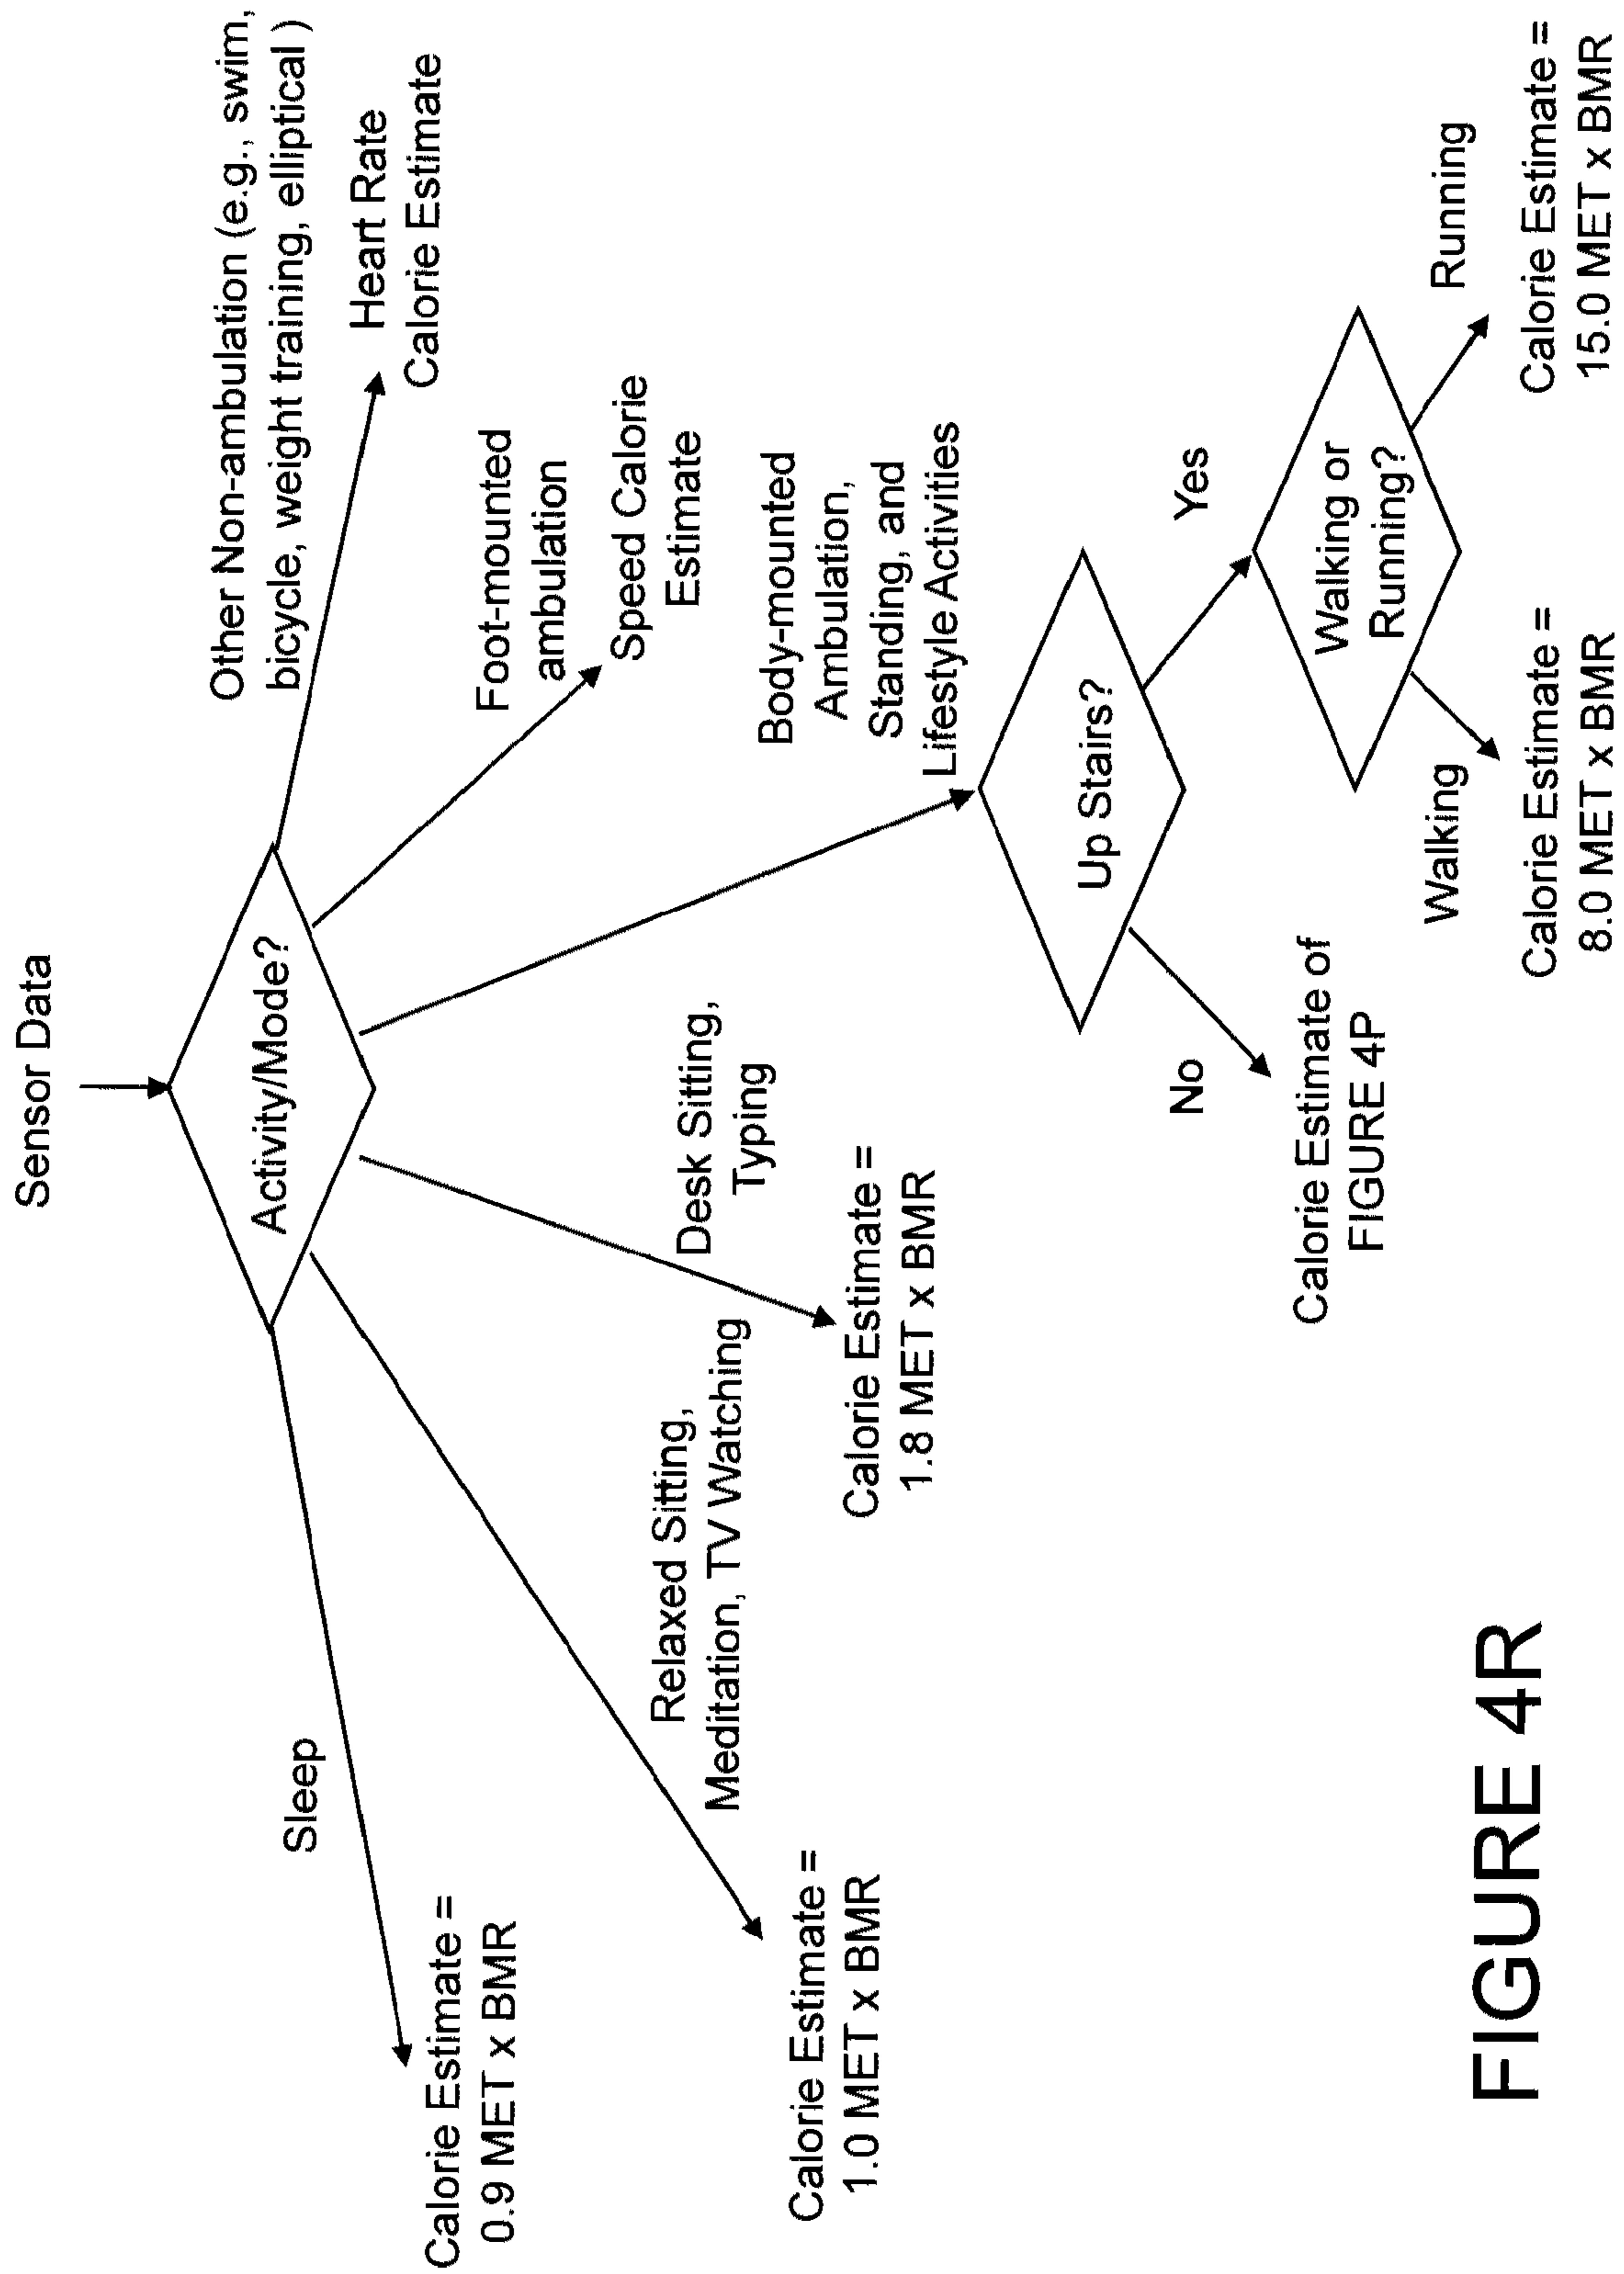 Sensor Data
Activity/Mode?
Sleep
Calorie Estimate =
0.9 MET x BMR
Relaxed Sitting,
Meditation, TV Watching
Calorie Estimate =
1.0 MET x BMR
Desk Sitting,
Typing
Calorie Estimate =
1.8 MET x BMR
Body-mounted
Ambulation,
Standing, and
Lifestyle Activities
Foot-mounted
ambulation
Speed Calorie
Estimate
Other Non-ambulation (e.g., swim,
bicycle, weight training, elliptical )
Heart Rate
Calorie Estimate
Up Stairs?
No
Calorie Estimate of
FIGURE 4P
Yes
Walking or
Running?
Walking
Calorie Estimate =
8.0 MET x BMR
Running
Calorie Estimate =
15.0 MET x BMR
FIGURE 4R